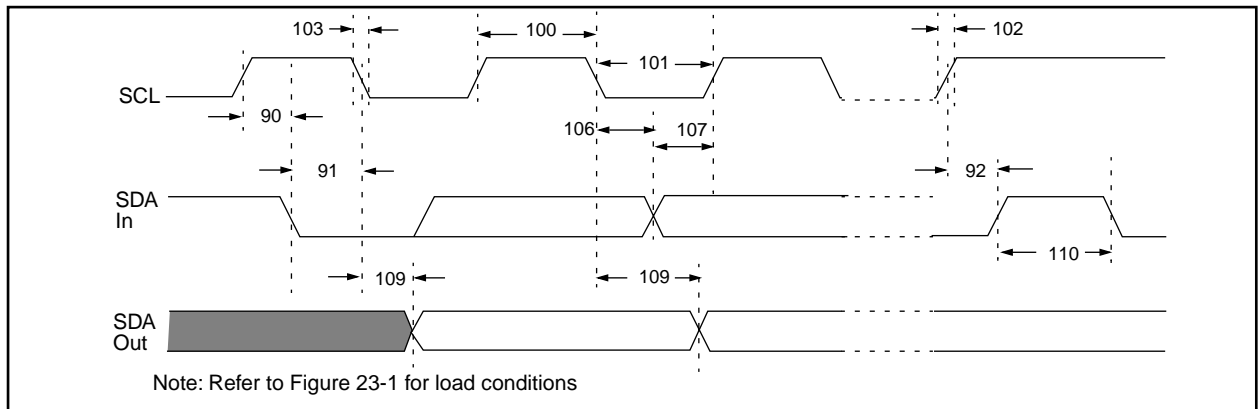 103 100 101 102
SCL
90 106 107
91 92
SDA
In
110
109 109
SDA
Out
Note: Refer to Figure 23-1 for load conditions